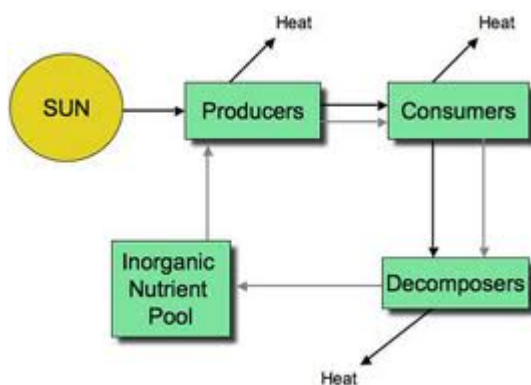 Heat
Heat
SUN
Producers
Consumers
Inorganic
Nutrient
Pool
Decomposers
Heat